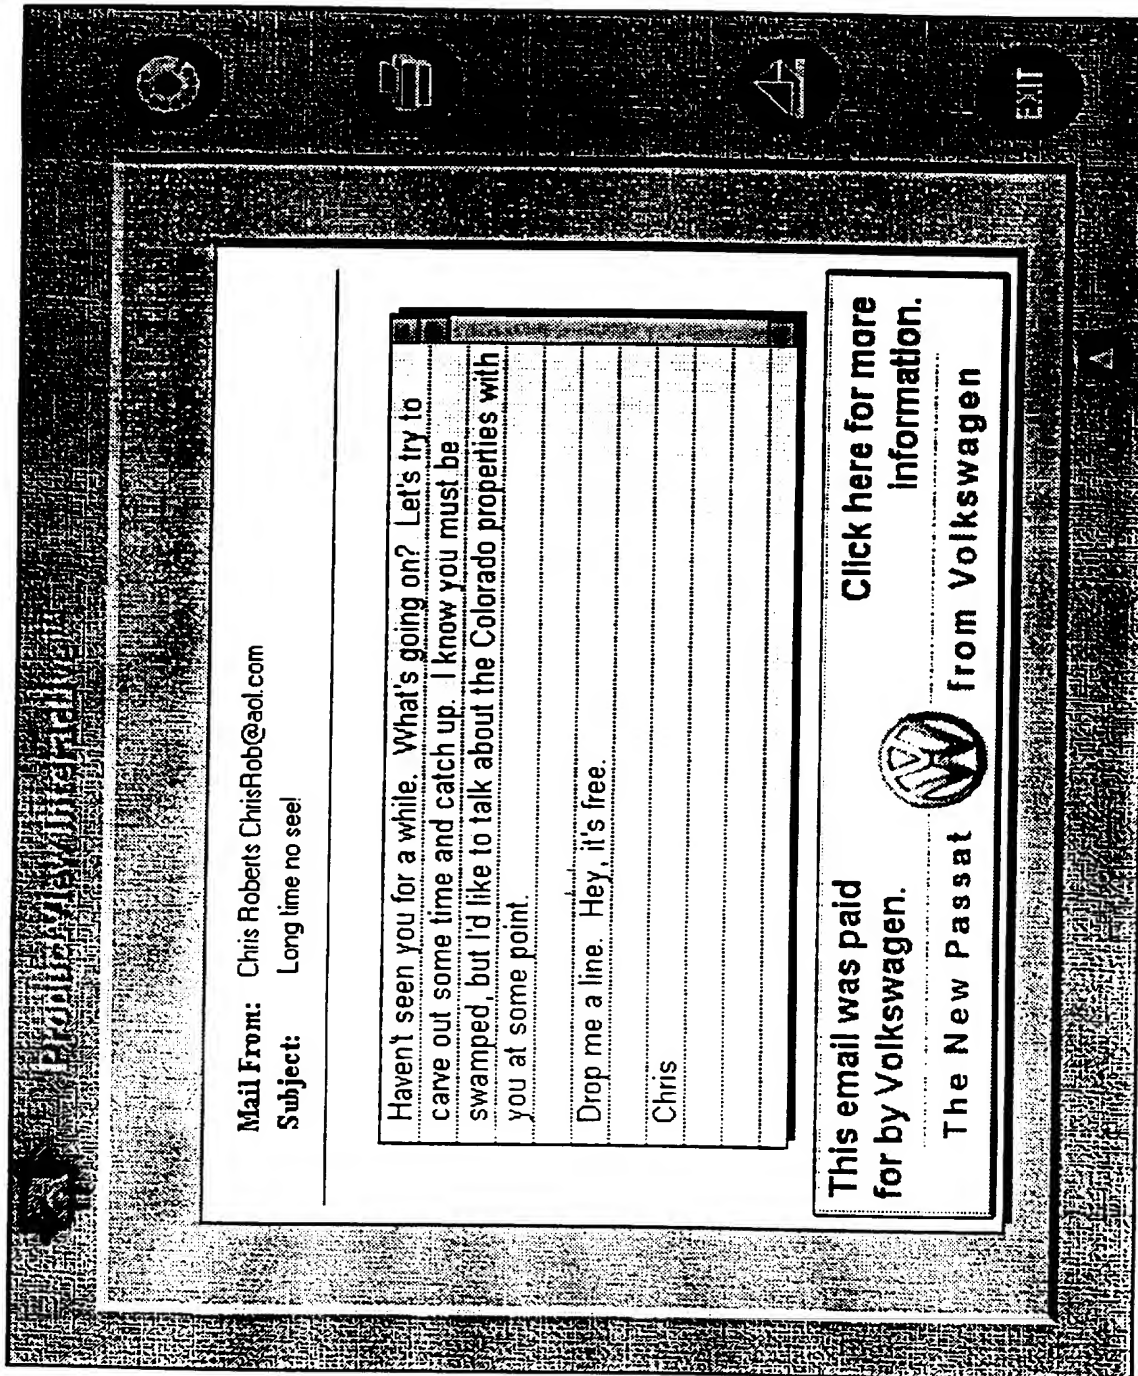 Mail From: Chris Roberts ChrisRob@aol.com
Subject: Long time no see!
Haven't seen you for a while. What's going on? Let's try to
carve out some time and catch up. I know you must be
swamped, but I'd like to talk about the Colorado properties with
you at some point.
Drop me a line. Hey, it's free.
Chris
This email was paid
for by Volkswagen.
Click here for more
information.
The New Passat
from Volkswagen
EXIT